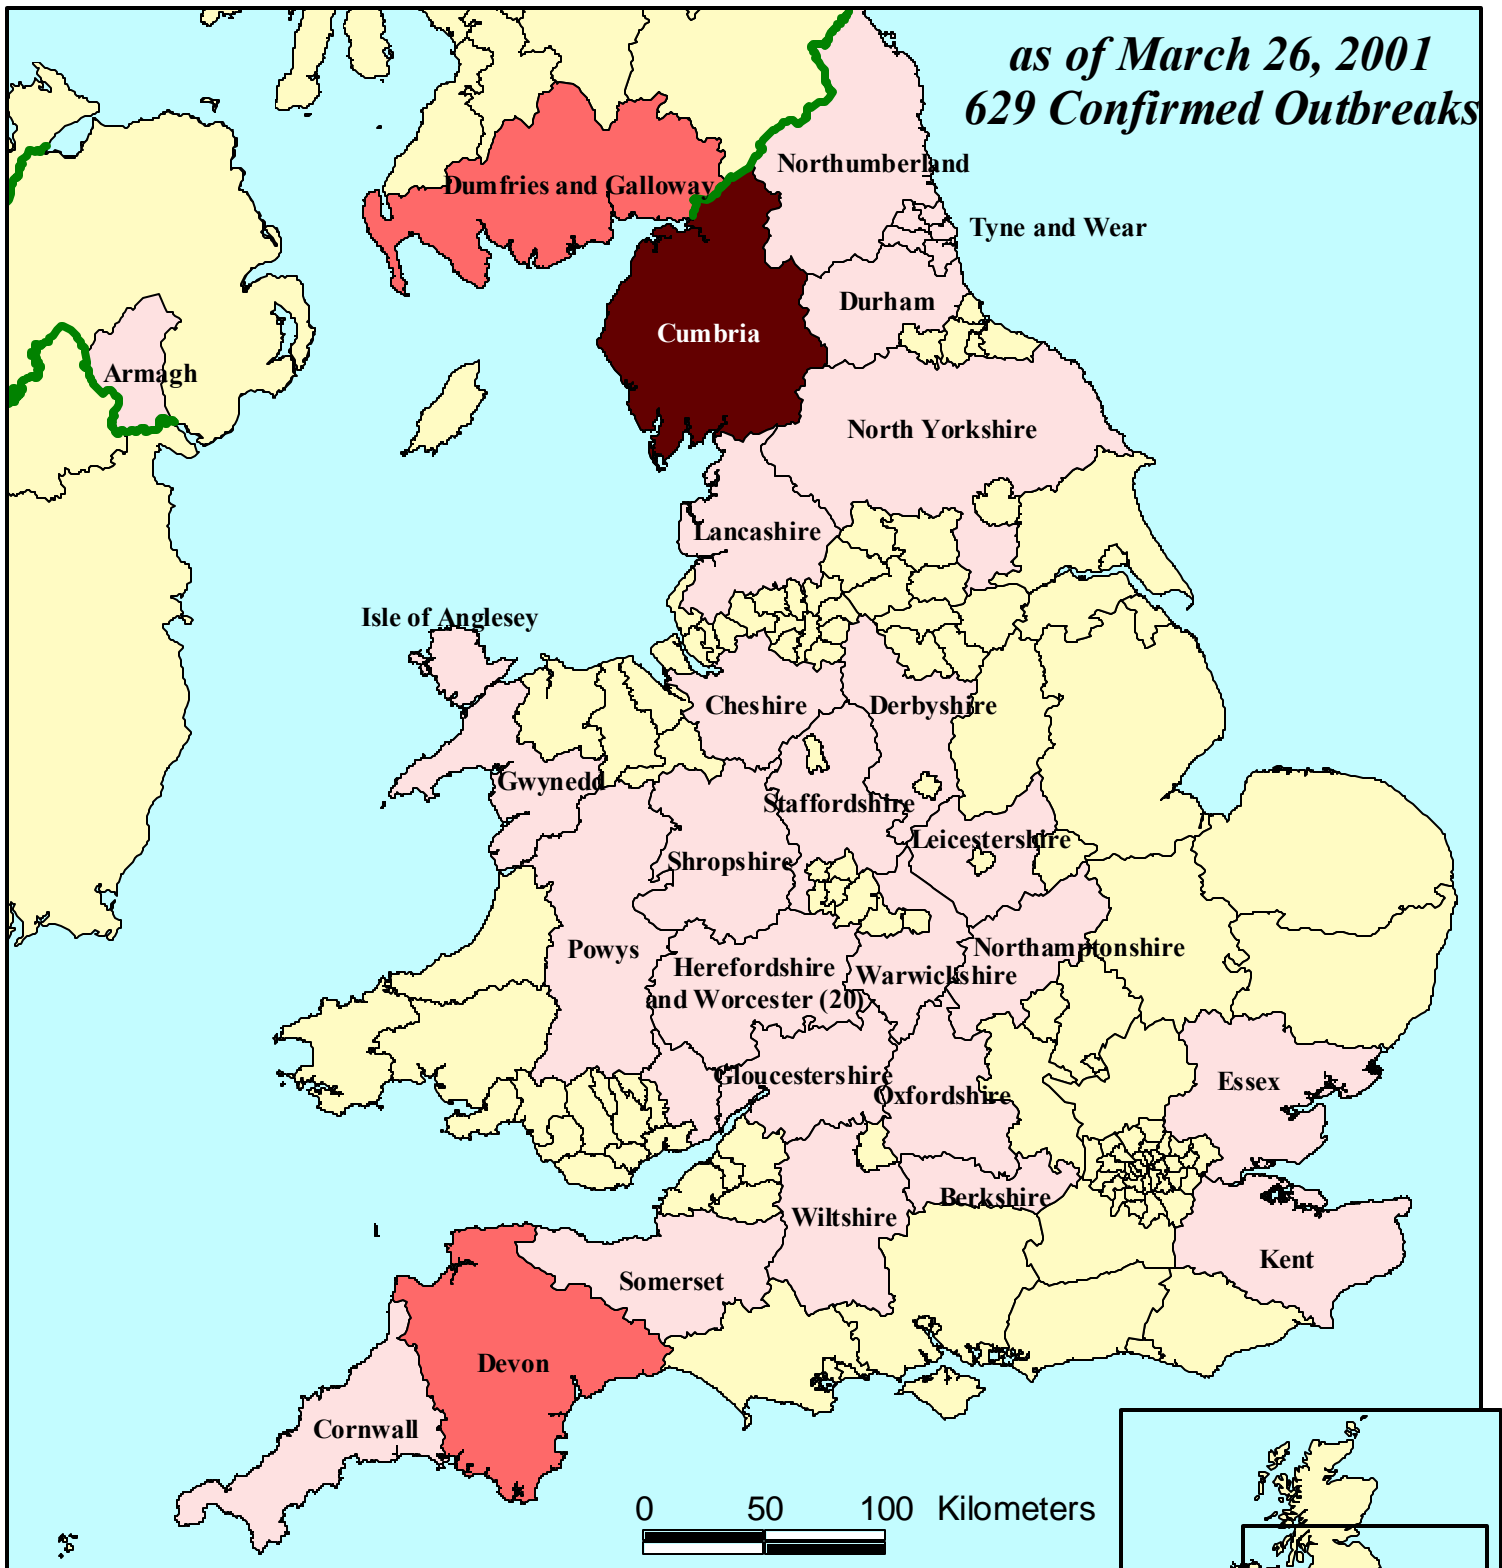 as of March 26, 2001
629 Confirmed Outbreaks
Northumberland
Dumfries and Galloway
Tyne and Wear
Durham
Cumbria
Armagh
North Yorkshire
Lancashire
Isle of Anglesey
Cheshire
Derbyshire
Gwynedd
Staffordshire
Leicestershire
Shropshire
Northamptonshire
Powys
Herefordshire
and Worcester (20)
Warwickshire
Gloucestershire
Oxfordshire
Essex
Berkshire
Wiltshire
Kent
Somerset
Devon
Cornwall
0 50 100 Kilometers